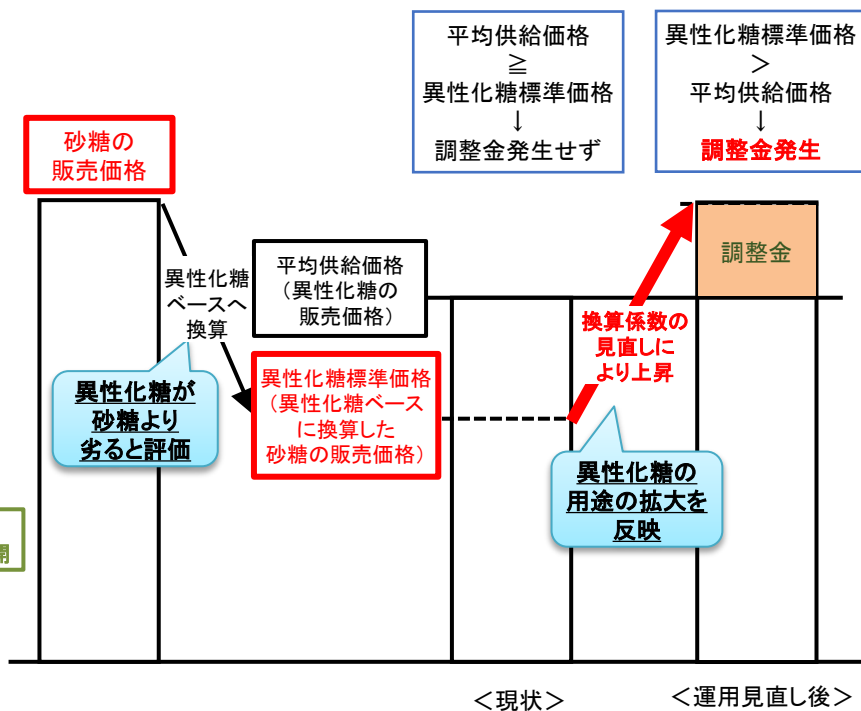 平均供給価格
≧
異性化糖標準価格
↓
調整金発生せず
異性化糖標準価格
＞
平均供給価格
↓
調整金発生
砂糖の
販売価格
異性化糖
ベースへ
換算
平均供給価格
（異性化糖の
販売価格）
調整金
換算係数の
見直しに
より上昇
異性化糖標準価格
（異性化糖ベース
に換算した
砂糖の販売価格）
異性化糖が
砂糖より
劣ると評価
異性化糖の
用途の拡大を
反映
＜現状＞
＜運用見直し後＞